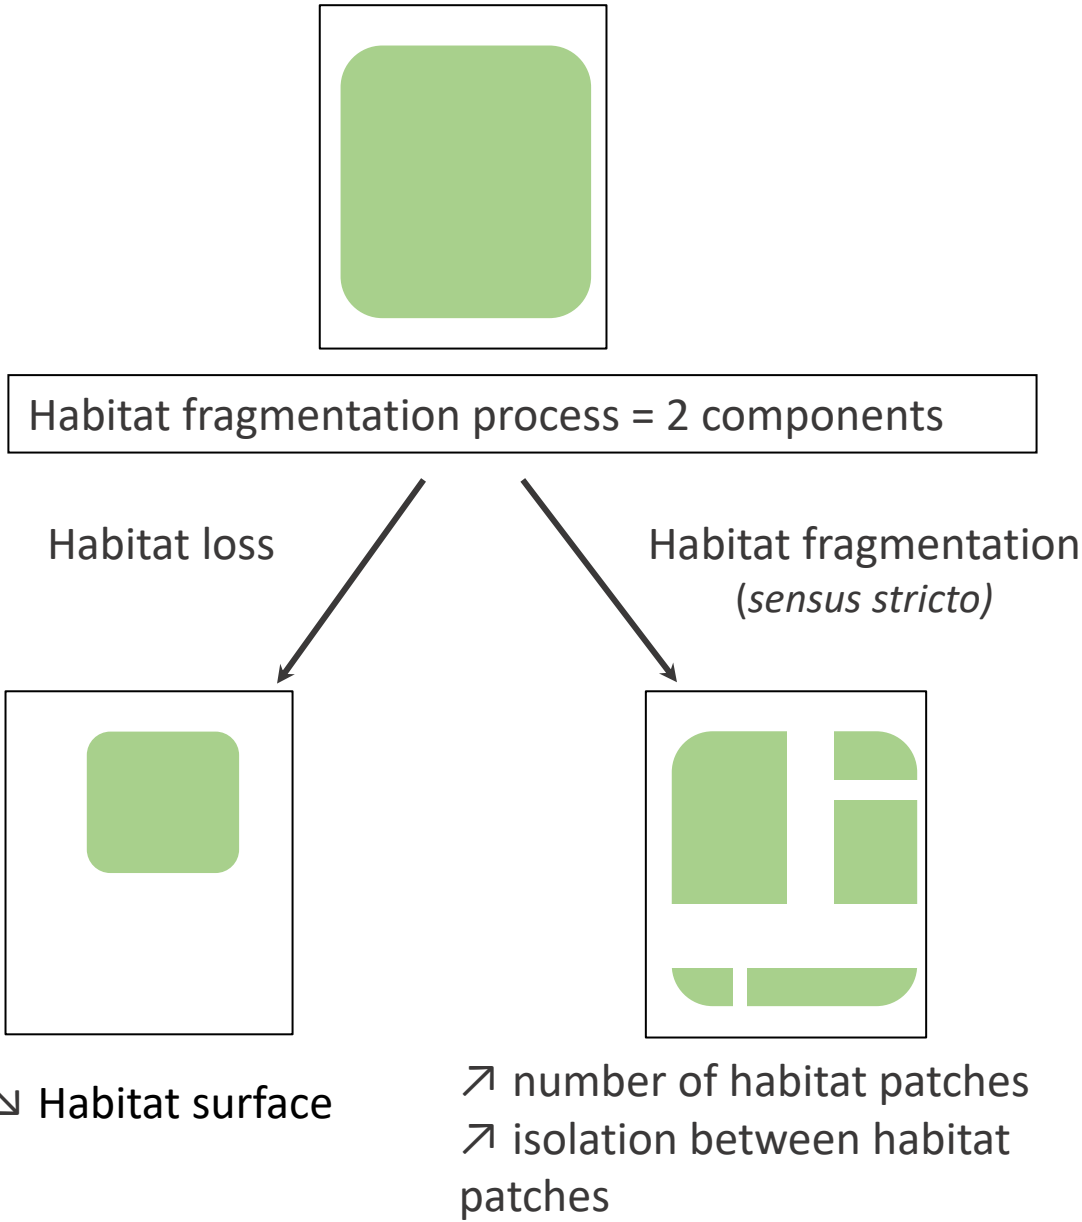 Habitat fragmentation process = 2 components
Habitat loss
Habitat fragmentation
(sensus stricto)
↘ Habitat surface
↗ number of habitat patches
↗ isolation between habitat
patches